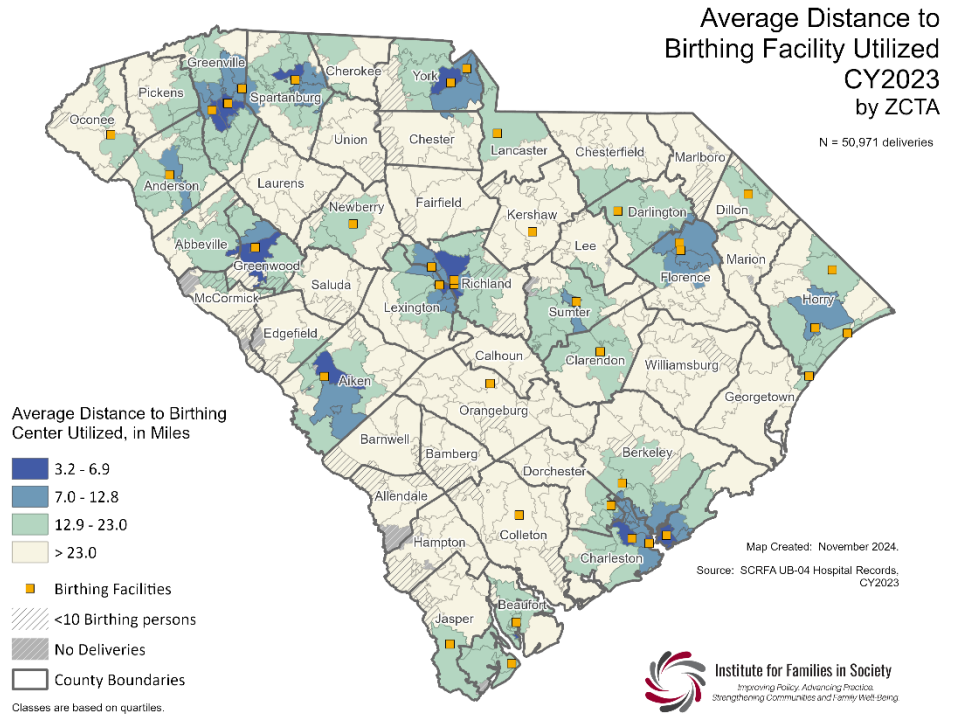 Average Distance to
Birthing Facility Utilized
CY2023
by ZCTA
N = 50,971 deliveries
Greenville
Cherokee
York
Pickens
Spartanburg
Oconee
Union
Chester
Lancaster
Chesterfield
Marlboro
Anderson
Laurens
Newberry
Fairfield
Kershaw
Darlington
Dillon
Abbeville
Lee
Marion
Greenwood
Florence
Saluda
Richland
McCormick
Horry
Lexington
Sumter
Edgefield
Calhoun
Clarendon
Williamsburg
Aiken
Georgetown
Orangeburg
Barnwell
Bamberg
Berkeley
Dorchester
Allendale
Colleton
Hampton
Charleston
Beaufort
Jasper
Average Distance to Birthing
Center Utilized, in Miles
3.2 - 6.9
7.0 - 12.8
12.9 - 23.0
> 23.0
Birthing Facilities
<10 Birthing persons
No Deliveries
County Boundaries
Classes are based on quartiles.
Map Created: November 2024.
Source: SCRFA UB-04 Hospital Records,
CY2023
Institute for Families in Society
Improving Policy. Advancing Practice.
Strengthening Communities and Family Well-Being.